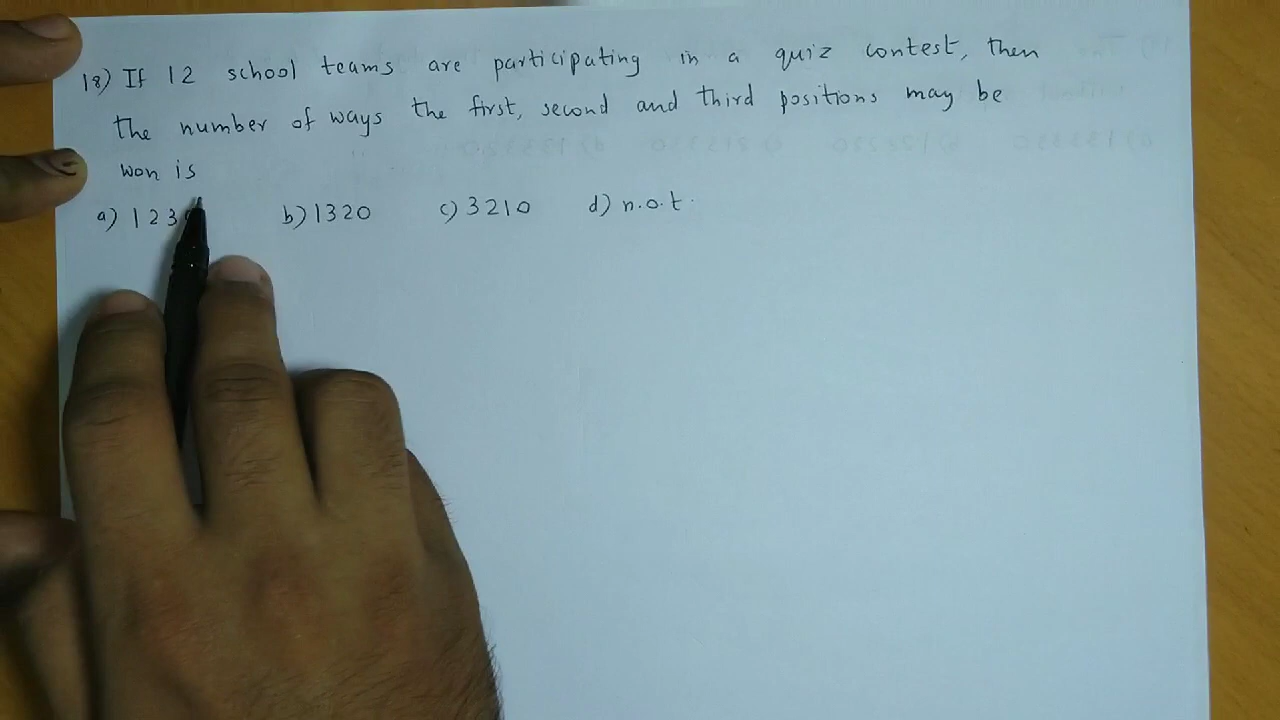 18) If 12 school teams are participating in a quiz contest, then
the number of ways the first, second and third positions may be
won is
a) 123 b) 1320 c) 3210 d) n.o.t.